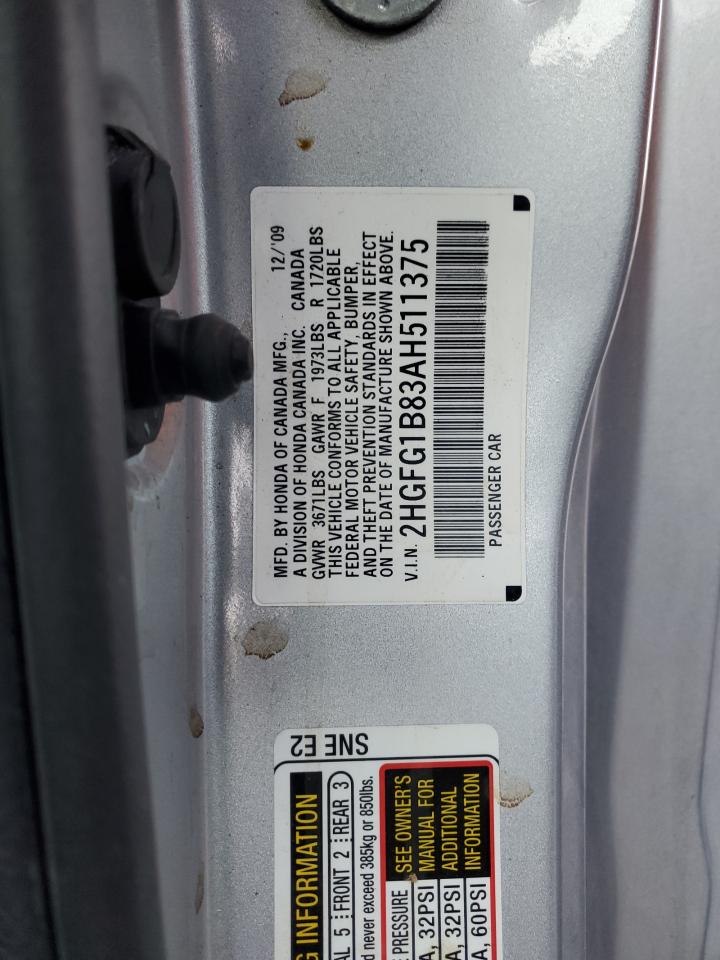 MFD. BY HONDA OF CANADA MFG., 12/'09
A DIVISION OF HONDA CANADA INC. CANADA
GVWR 3671LBS GAWR F 1973LBS R 1720LBS
THIS VEHICLE CONFORMS TO ALL APPLICABLE
FEDERAL MOTOR VEHICLE SAFETY, BUMPER,
AND THEFT PREVENTION STANDARDS IN EFFECT
ON THE DATE OF MANUFACTURE SHOWN ABOVE.
V.I.N. 2HGFG1B83AH511375
PASSENGER CAR
SNE E2
G INFORMATION
AL 5 FRONT 2 REAR 3
d never exceed 385kg or 850lbs.
E PRESSURE SEE OWNER'S
A, 32PSI MANUAL FOR
A, 32PSI ADDITIONAL
A, 60PSI INFORMATION